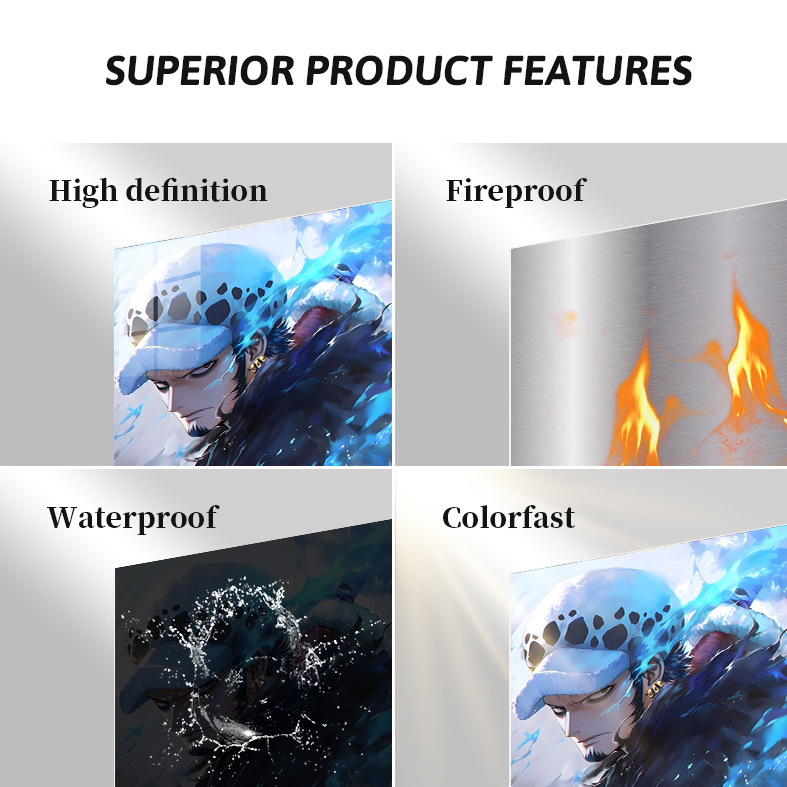 SUPERIOR PRODUCT FEATURES
High definition
Fireproof
Waterproof
Colorfast